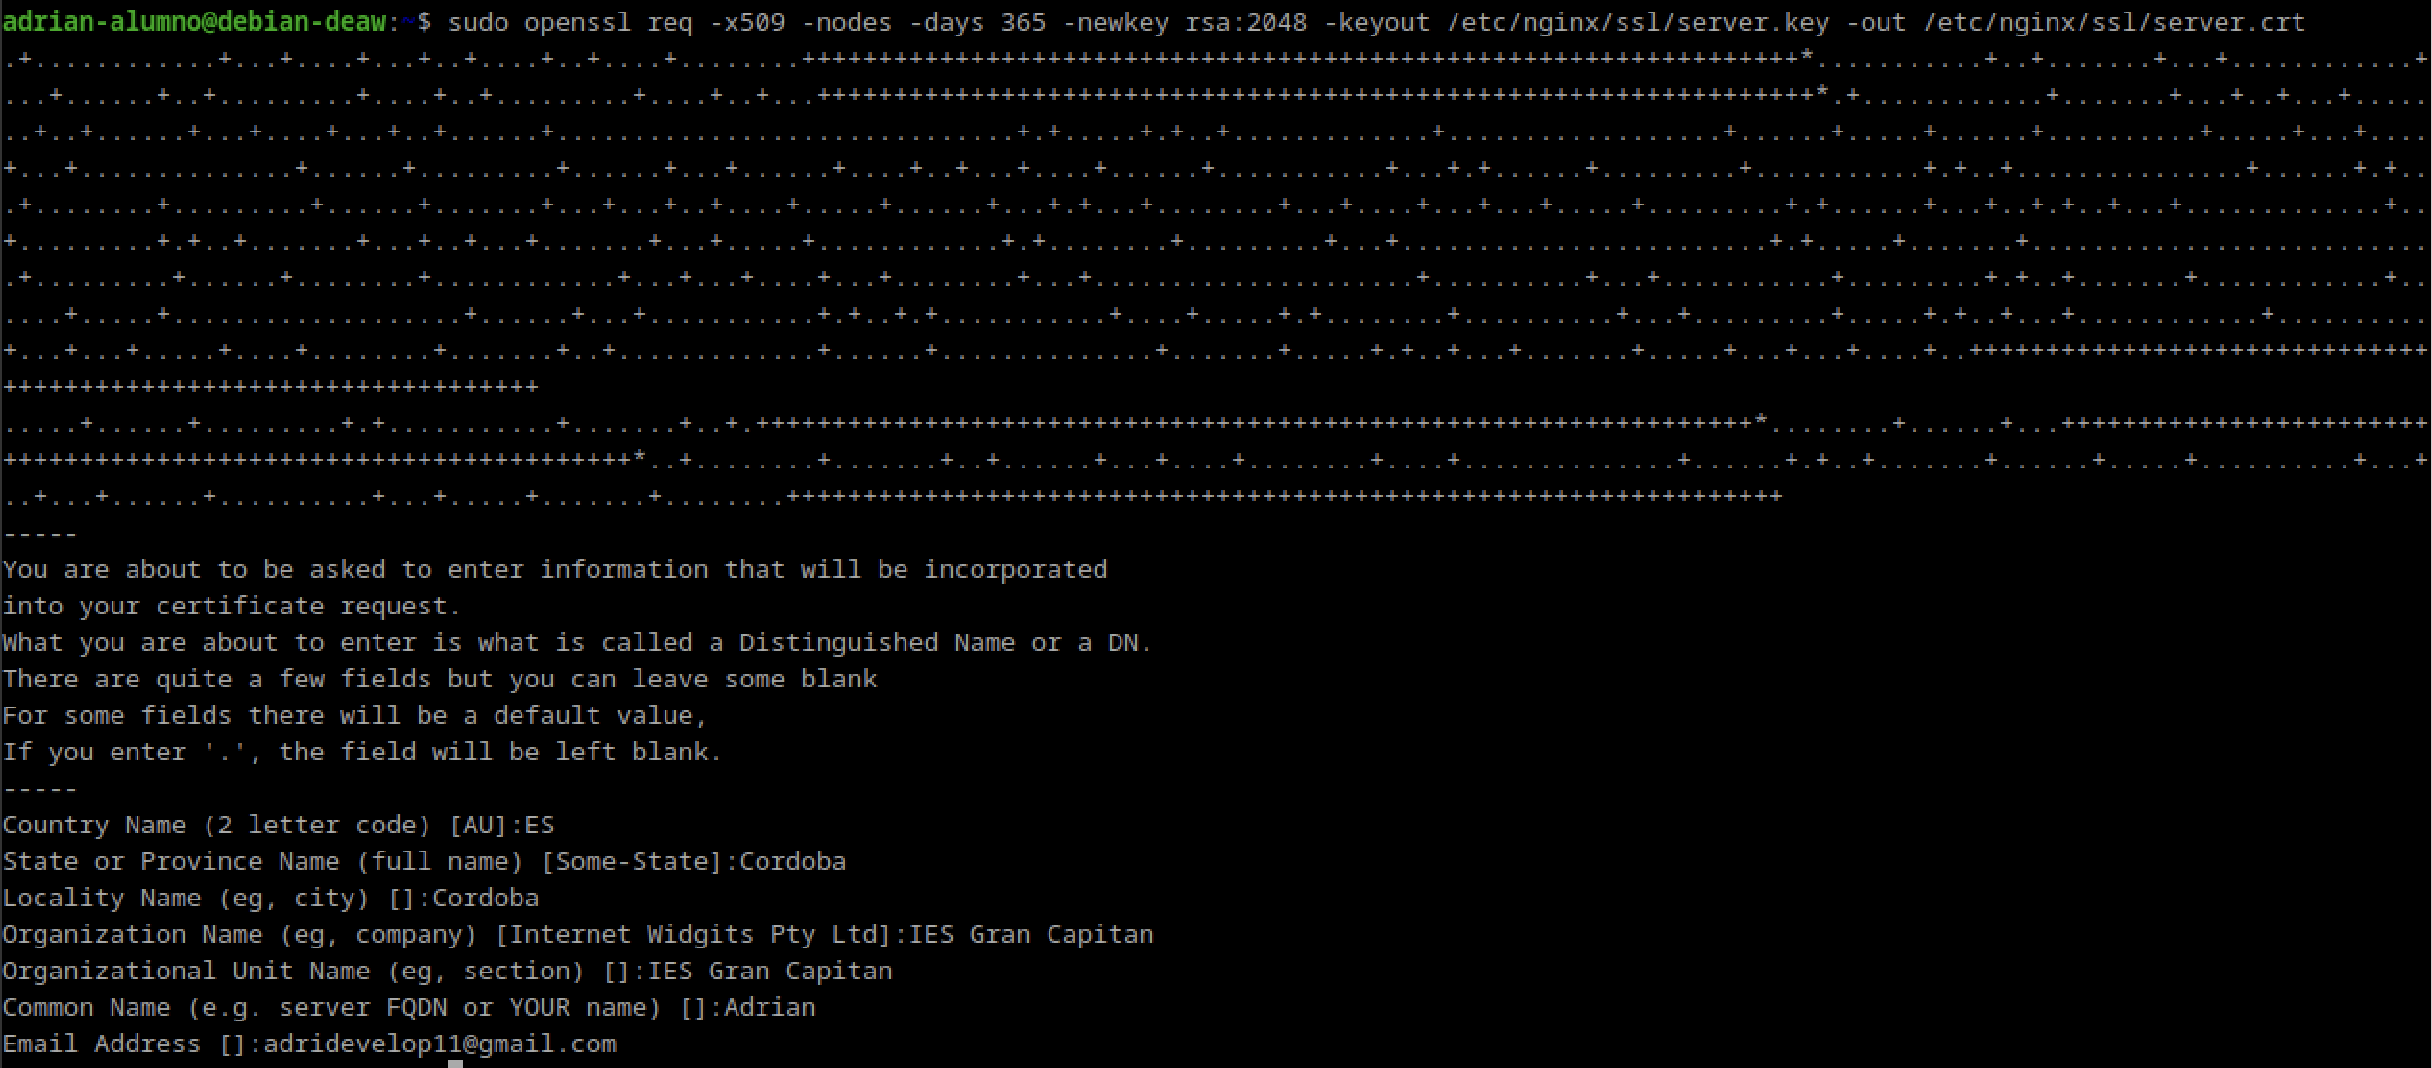 adrian-alumno@debian-deaw:~$ sudo openssl req -x509 -nodes -days 365 -newkey rsa:2048 -keyout /etc/nginx/ssl/server.key -out /etc/nginx/ssl/server.crt
-----
You are about to be asked to enter information that will be incorporated
into your certificate request.
What you are about to enter is what is called a Distinguished Name or a DN.
There are quite a few fields but you can leave some blank
For some fields there will be a default value,
If you enter '.', the field will be left blank.
-----
Country Name (2 letter code) [AU]:ES
State or Province Name (full name) [Some-State]:Cordoba
Locality Name (eg, city) []:Cordoba
Organization Name (eg, company) [Internet Widgits Pty Ltd]:IES Gran Capitan
Organizational Unit Name (eg, section) []:IES Gran Capitan
Common Name (e.g. server FQDN or YOUR name) []:Adrian
Email Address []:adridevelop11@gmail.com